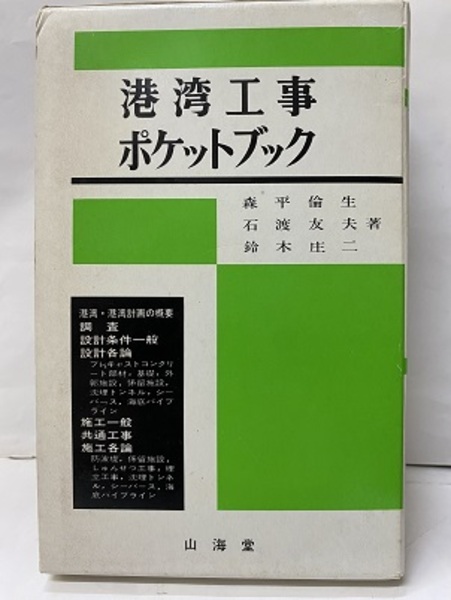 港湾工事
ポケットブック
森平倫生
石渡友夫著
鈴木庄二
港湾・港湾計画の概要
調査
設計条件一般
設計各論
プレキャストコンクリ
ート部材，基礎，外
郭施設，係留施設，
沈埋トンネル，シー
バース，海底パイプ
ライン
施工一般
共通工事
施工各論
防波堤，係留施設，
しゅんせつ工事，埋
立工事，沈埋トンネ
ル，シーバース，海
底パイプライン
山海堂